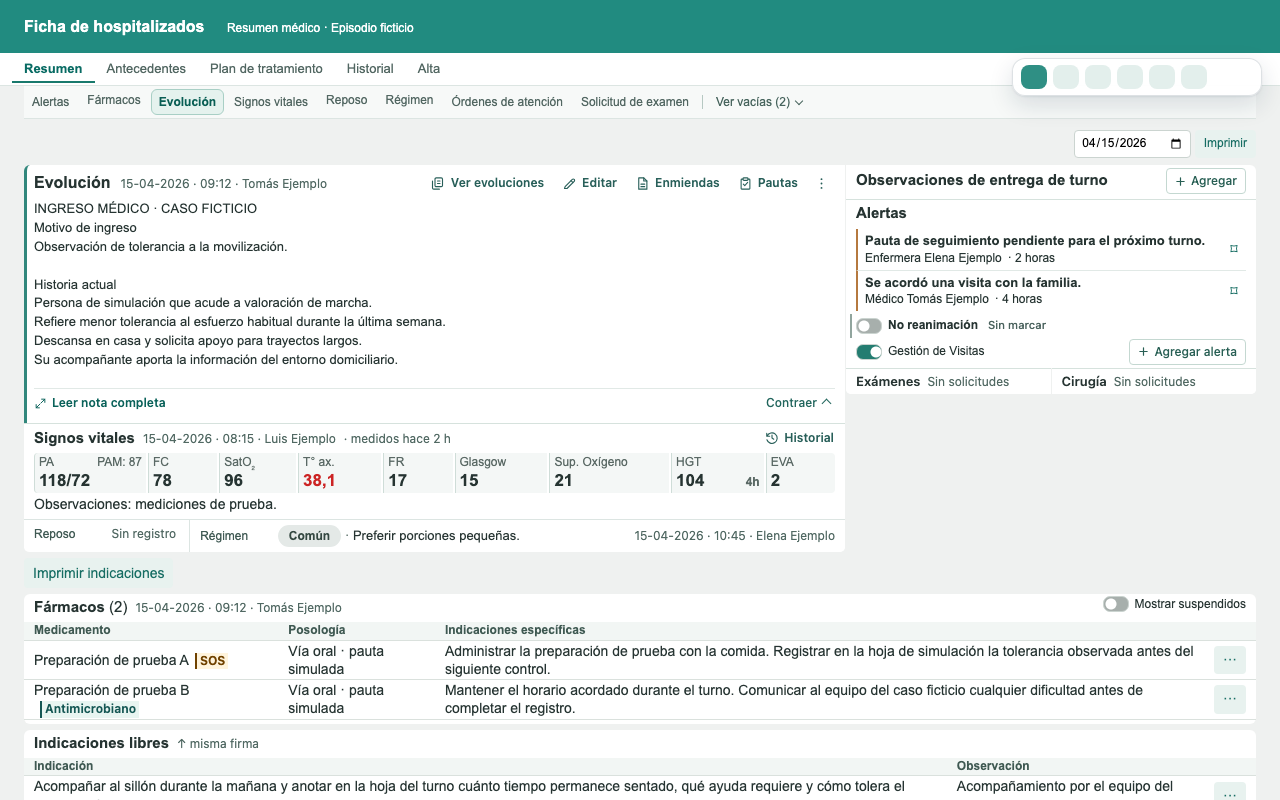 Ficha de hospitalizados
Resumen médico · Episodio ficticio
Resumen
Antecedentes
Plan de tratamiento
Historial
Alta
Alertas
Fármacos
Evolución
Signos vitales
Reposo
Régimen
Órdenes de atención
Solicitud de examen
Ver vacías (2)
04/15/2026
Imprimir
Evolución 15-04-2026 · 09:12 · Tomás Ejemplo
Ver evoluciones
Editar
Enmiendas
Pautas
INGRESO MÉDICO · CASO FICTICIO
Motivo de ingreso
Observación de tolerancia a la movilización.
Historia actual
Persona de simulación que acude a valoración de marcha.
Refiere menor tolerancia al esfuerzo habitual durante la última semana.
Descansa en casa y solicita apoyo para trayectos largos.
Su acompañante aporta la información del entorno domiciliario.
Leer nota completa
Contraer
Signos vitales 15-04-2026 · 08:15 · Luis Ejemplo · medidos hace 2 h
Historial
PA PAM: 87
118/72
FC
78
SatO₂
96
T° ax.
38,1
FR
17
Glasgow
15
Sup. Oxígeno
21
HGT
104 4h
EVA
2
Observaciones: mediciones de prueba.
Reposo Sin registro
Régimen Común · Preferir porciones pequeñas.
15-04-2026 · 10:45 · Elena Ejemplo
Observaciones de entrega de turno
+ Agregar
Alertas
Pauta de seguimiento pendiente para el próximo turno.
Enfermera Elena Ejemplo · 2 horas
Se acordó una visita con la familia.
Médico Tomás Ejemplo · 4 horas
No reanimación Sin marcar
Gestión de Visitas
+ Agregar alerta
Exámenes Sin solicitudes
Cirugía Sin solicitudes
Imprimir indicaciones
Fármacos (2) 15-04-2026 · 09:12 · Tomás Ejemplo
Mostrar suspendidos
Medicamento Posología Indicaciones específicas
Preparación de prueba A SOS
Vía oral · pauta
simulada
Administrar la preparación de prueba con la comida. Registrar en la hoja de simulación la tolerancia observada antes del
siguiente control.
Preparación de prueba B
Antimicrobiano
Vía oral · pauta
simulada
Mantener el horario acordado durante el turno. Comunicar al equipo del caso ficticio cualquier dificultad antes de
completar el registro.
Indicaciones libres ↑ misma firma
Indicación Observación
Acompañar al sillón durante la mañana y anotar en la hoja del turno cuánto tiempo permanece sentado, qué ayuda requiere y cómo tolera el
Acompañamiento por el equipo del